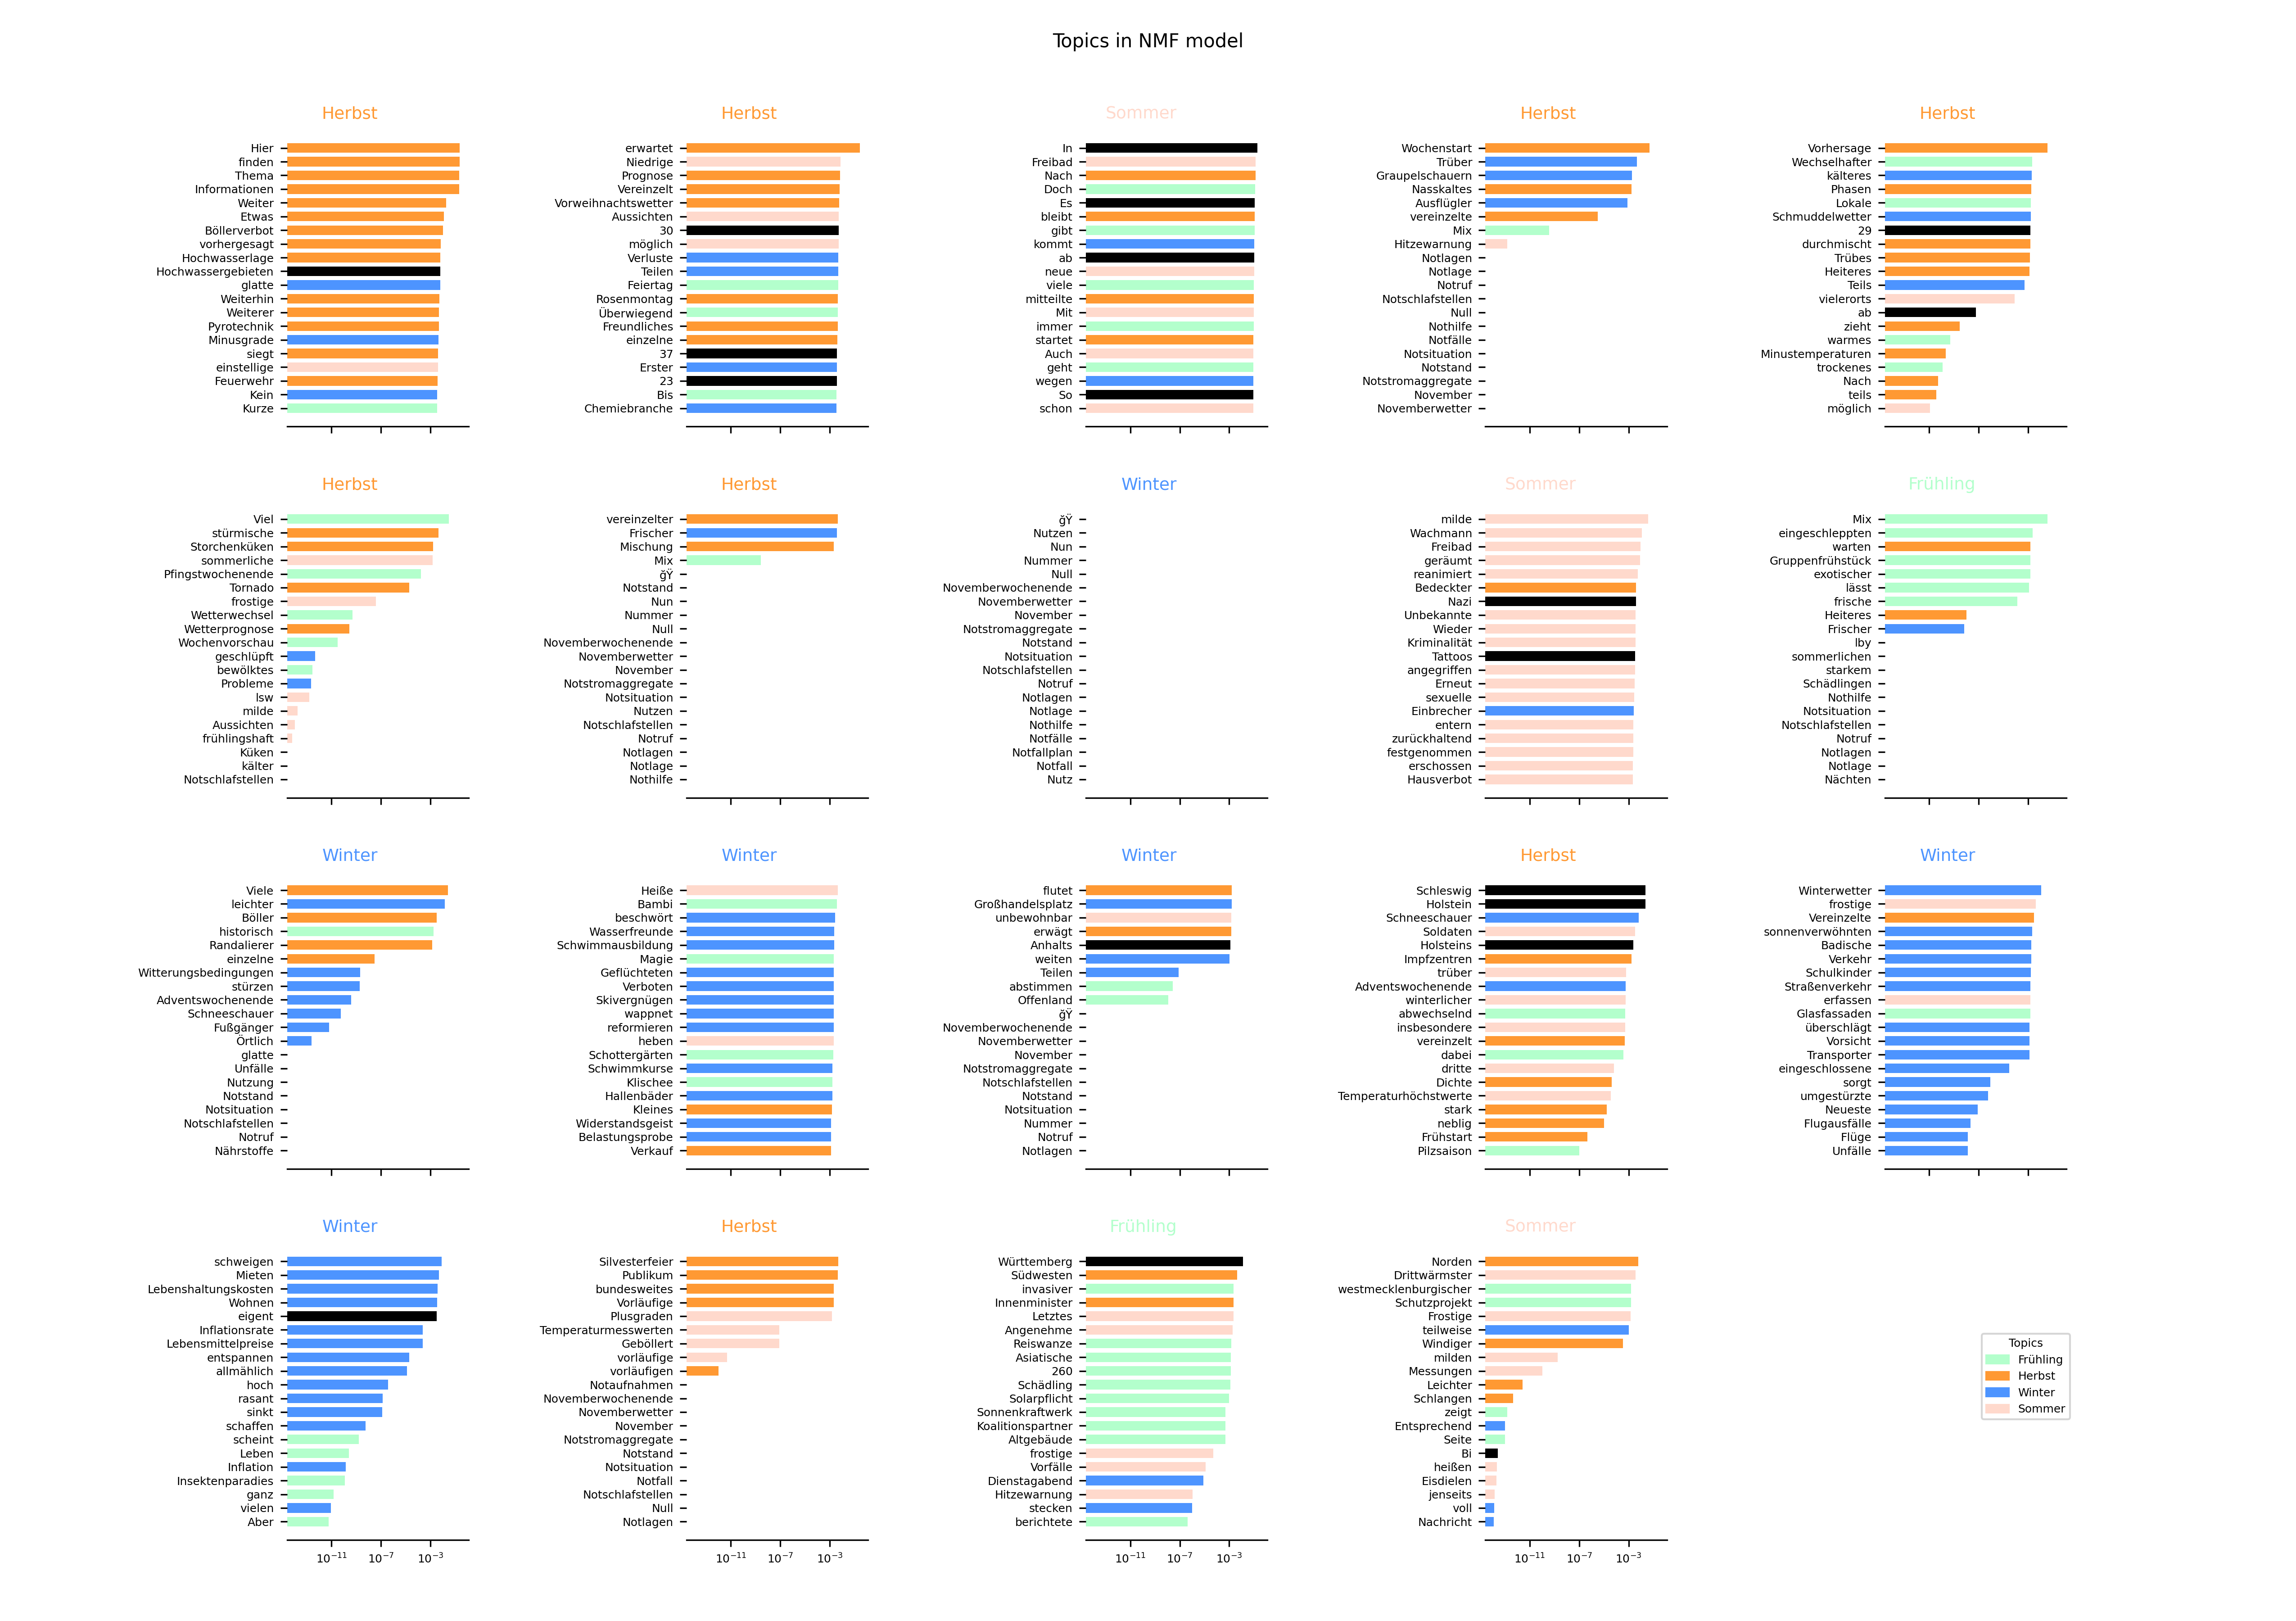 Topics in NMF model
Herbst
Hier
finden
Thema
Informationen
Weiter
Etwas
Böllerverbot
vorhergesagt
Hochwasserlage
Hochwassergebieten
glatte
Weiterhin
Weiterer
Pyrotechnik
Minusgrade
siegt
einstellige
Feuerwehr
Kein
Kurze
Herbst
erwartet
Niedrige
Prognose
Vereinzelt
Vorweihnachtswetter
Aussichten
30
möglich
Verluste
Teilen
Feiertag
Rosenmontag
Überwiegend
Freundliches
einzelne
37
Erster
23
Bis
Chemiebranche
Sommer
In
Freibad
Nach
Doch
Es
bleibt
gibt
kommt
ab
neue
viele
mitteilte
Mit
immer
startet
Auch
geht
wegen
So
schon
Herbst
Wochenstart
Trüber
Graupelschauern
Nasskaltes
Ausflügler
vereinzelte
Mix
Hitzewarnung
Notlagen
Notlage
Notruf
Notschlafstellen
Null
Nothilfe
Notfälle
Notsituation
Notstand
Notstromaggregate
November
Novemberwetter
Herbst
Vorhersage
Wechselhafter
kälteres
Phasen
Lokale
Schmuddelwetter
29
durchmischt
Trübes
Heiteres
Teils
vielerorts
ab
zieht
warmes
Minustemperaturen
trockenes
Nach
teils
möglich
Herbst
Viel
stürmische
Storchenküken
sommerliche
Pfingstwochenende
Tornado
frostige
Wetterwechsel
Wetterprognose
Wochenvorschau
geschlüpft
bewölktes
Probleme
lsw
milde
Aussichten
frühlingshaft
Küken
kälter
Notschlafstellen
Herbst
vereinzelter
Frischer
Mischung
Mix
ğŸ
Notstand
Nun
Nummer
Null
Novemberwochenende
Novemberwetter
November
Notstromaggregate
Notsituation
Nutzen
Notschlafstellen
Notruf
Notlagen
Notlage
Nothilfe
Winter
ğŸ
Nutzen
Nun
Nummer
Null
Novemberwochenende
Novemberwetter
November
Notstromaggregate
Notstand
Notsituation
Notschlafstellen
Notruf
Notlagen
Notlage
Nothilfe
Notfälle
Notfallplan
Notfall
Nutz
Sommer
milde
Wachmann
Freibad
geräumt
reanimiert
Bedeckter
Nazi
Unbekannte
Wieder
Kriminalität
Tattoos
angegriffen
Erneut
sexuelle
Einbrecher
entern
zurückhaltend
festgenommen
erschossen
Hausverbot
Frühling
Mix
eingeschleppten
warten
Gruppenfrühstück
exotischer
lässt
frische
Heiteres
Frischer
lby
sommerlichen
starkem
Schädlingen
Nothilfe
Notsituation
Notschlafstellen
Notruf
Notlagen
Notlage
Nächten
Winter
Viele
leichter
Böller
historisch
Randalierer
einzelne
Witterungsbedingungen
stürzen
Adventswochenende
Schneeschauer
Fußgänger
Örtlich
glatte
Unfälle
Nutzung
Notstand
Notsituation
Notschlafstellen
Notruf
Nährstoffe
Winter
Heiße
Bambi
beschwört
Wasserfreunde
Schwimmausbildung
Magie
Geflüchteten
Verboten
Skivergnügen
wappnet
reformieren
heben
Schottergärten
Schwimmkurse
Klischee
Hallenbäder
Kleines
Widerstandsgeist
Belastungsprobe
Verkauf
Winter
flutet
Großhandelsplatz
unbewohnbar
erwägt
Anhalts
weiten
Teilen
abstimmen
Offenland
ğŸ
Novemberwochenende
Novemberwetter
November
Notstromaggregate
Notschlafstellen
Notstand
Notsituation
Nummer
Notruf
Notlagen
Herbst
Schleswig
Holstein
Schneeschauer
Soldaten
Holsteins
Impfzentren
trüber
Adventswochenende
winterlicher
abwechselnd
insbesondere
vereinzelt
dabei
dritte
Dichte
Temperaturhöchstwerte
stark
neblig
Frühstart
Pilzsaison
Winter
Winterwetter
frostige
Vereinzelte
sonnenverwöhnten
Badische
Verkehr
Schulkinder
Straßenverkehr
erfassen
Glasfassaden
überschlägt
Vorsicht
Transporter
eingeschlossene
sorgt
umgestürzte
Neueste
Flugausfälle
Flüge
Unfälle
Winter
schweigen
Mieten
Lebenshaltungskosten
Wohnen
eigent
Inflationsrate
Lebensmittelpreise
entspannen
allmählich
hoch
rasant
sinkt
schaffen
scheint
Leben
Inflation
Insektenparadies
ganz
vielen
Aber
10⁻¹¹ 10⁻⁷ 10⁻³
Herbst
Silvesterfeier
Publikum
bundesweites
Vorläufige
Plusgraden
Temperaturmesswerten
Geböllert
vorläufige
vorläufigen
Notaufnahmen
Novemberwochenende
Novemberwetter
November
Notstromaggregate
Notstand
Notsituation
Notfall
Notschlafstellen
Null
Notlagen
10⁻¹¹ 10⁻⁷ 10⁻³
Frühling
Württemberg
Südwesten
invasiver
Innenminister
Letztes
Angenehme
Reiswanze
Asiatische
260
Schädling
Solarpflicht
Sonnenkraftwerk
Koalitionspartner
Altgebäude
frostige
Vorfälle
Dienstagabend
Hitzewarnung
stecken
berichtete
10⁻¹¹ 10⁻⁷ 10⁻³
Sommer
Norden
Drittwärmster
westmecklenburgischer
Schutzprojekt
Frostige
teilweise
Windiger
milden
Messungen
Leichter
Schlangen
zeigt
Entsprechend
Seite
Bi
heißen
Eisdielen
jenseits
voll
Nachricht
10⁻¹¹ 10⁻⁷ 10⁻³
Topics
Frühling
Herbst
Winter
Sommer